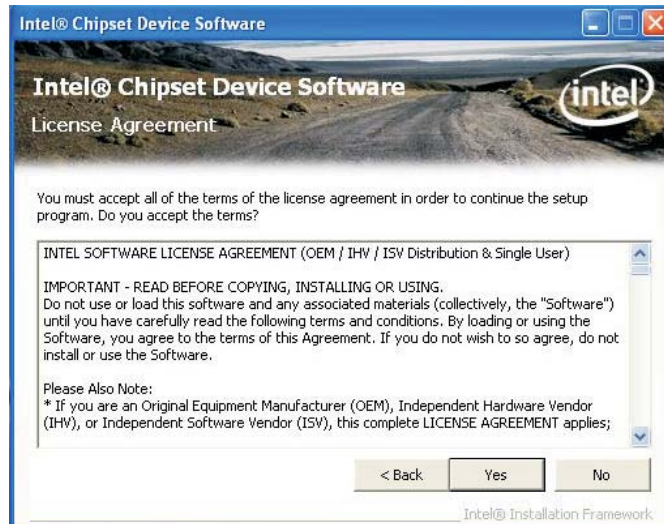 Intel® Chipset Device Software
Intel® Chipset Device Software
intel
License Agreement
You must accept all of the terms of the license agreement in order to continue the setup
program. Do you accept the terms?
INTEL SOFTWARE LICENSE AGREEMENT (OEM / IHV / ISV Distribution & Single User)
IMPORTANT - READ BEFORE COPYING, INSTALLING OR USING.
Do not use or load this software and any associated materials (collectively, the "Software")
until you have carefully read the following terms and conditions. By loading or using the
Software, you agree to the terms of this Agreement. If you do not wish to so agree, do not
install or use the Software.
Please Also Note:
* If you are an Original Equipment Manufacturer (OEM), Independent Hardware Vendor
(IHV), or Independent Software Vendor (ISV), this complete LICENSE AGREEMENT applies;
< Back Yes No
Intel® Installation Framework